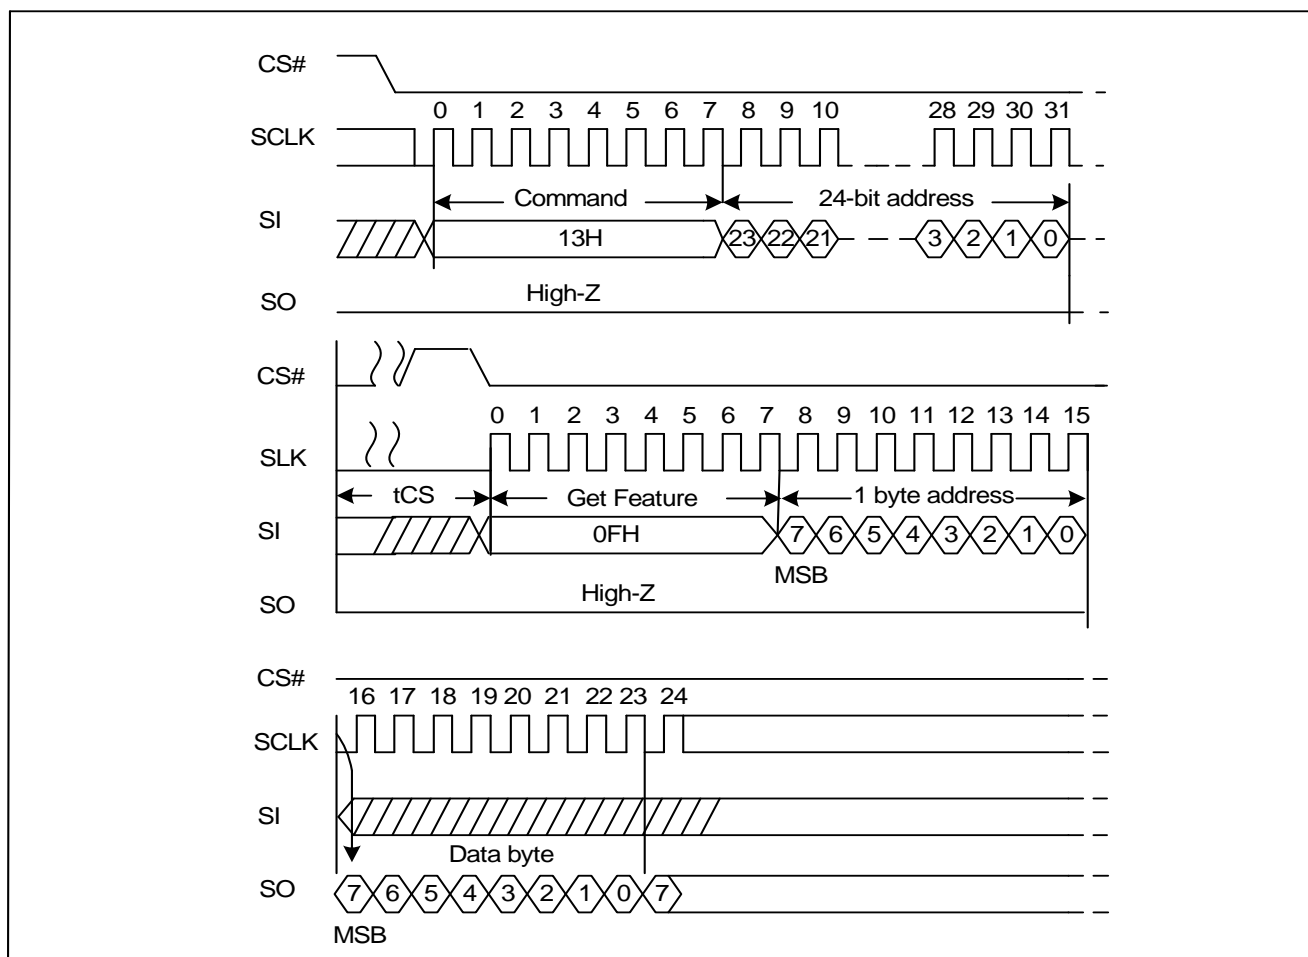 CS#
0 1 2 3 4 5 6 7 8 9 10 28 29 30 31
SCLK
Command 24-bit address
SI
13H 23 22 21 3 2 1 0
High-Z
SO
CS#
0 1 2 3 4 5 6 7 8 9 10 11 12 13 14 15
SLK
tCS Get Feature 1 byte address
SI
0FH 7 6 5 4 3 2 1 0
MSB
High-Z
SO
CS#
16 17 18 19 20 21 22 23 24
SCLK
SI
Data byte
SO 7 6 5 4 3 2 1 0 7
MSB